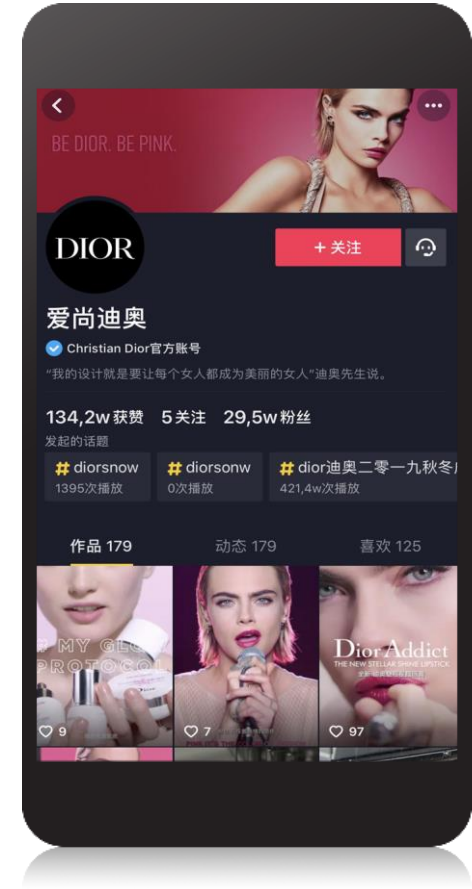 BE DIOR. BE PINK.
DIOR
+ 关注
爱尚迪奥
Christian Dior官方账号
“我的设计就是要让每个女人都成为美丽的女人”迪奥先生说。
134,2w 获赞 5 关注 29,5w 粉丝
发起的话题
# diorsnow # diorsonw # dior迪奥二零一九秋冬
1395次播放 0次播放 421,4w次播放
作品 179 动态 179 喜欢 125
# MY GLOW
PROTOCOL
Dior Addict
THE NEW STELLAR SHINE LIPSTICK
9 7 97